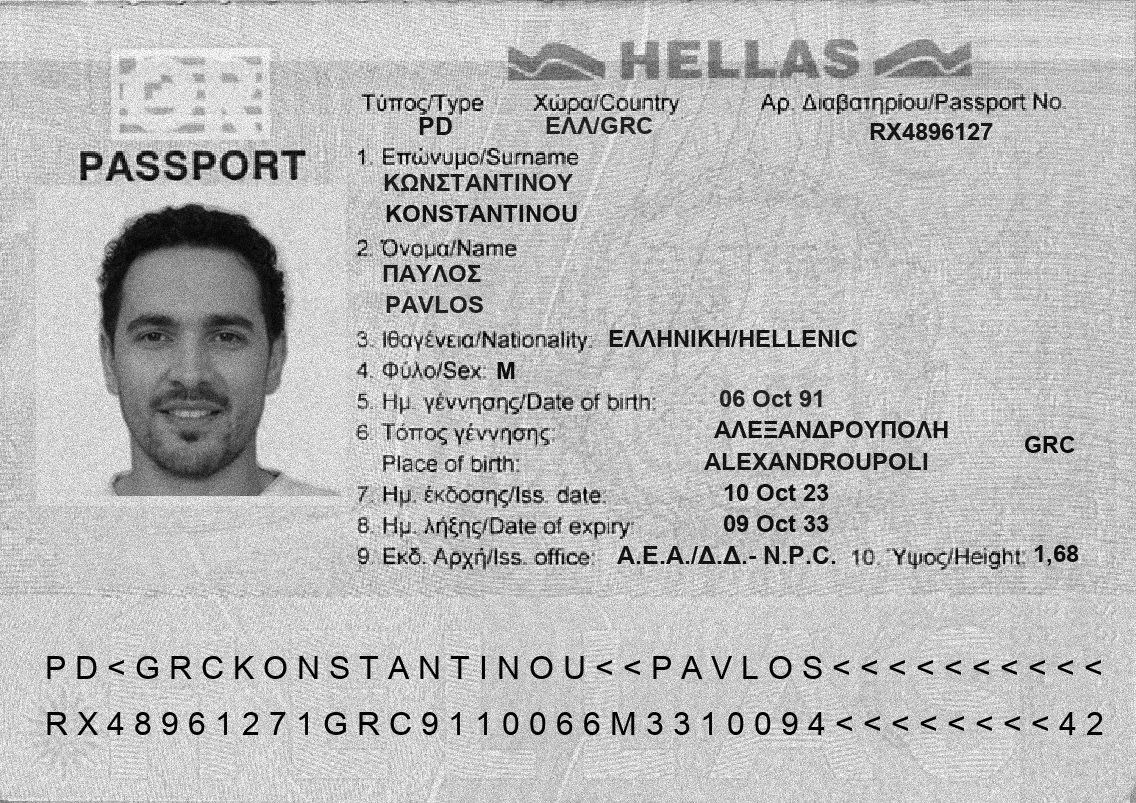 GR
HELLAS
Τύπος/Type Χώρα/Country Αρ. Διαβατηρίου/Passport No.
PD ΕΛΛ/GRC RX4896127
PASSPORT
1. Επώνυμο/Surname
ΚΩΝΣΤΑΝΤΙΝΟΥ
KONSTANTINOU
2. Όνομα/Name
ΠΑΥΛΟΣ
PAVLOS
3. Ιθαγένεια/Nationality: ΕΛΛΗΝΙΚΗ/HELLENIC
4. Φύλο/Sex: M
5. Ημ. γέννησης/Date of birth: 06 Oct 91
6. Τόπος γέννησης: ΑΛΕΞΑΝΔΡΟΥΠΟΛΗ GRC
Place of birth: ALEXANDROUPOLI
7. Ημ. έκδοσης/Iss. date: 10 Oct 23
8. Ημ. λήξης/Date of expiry: 09 Oct 33
9. Εκδ. Αρχή/Iss. office: Α.Ε.Α./Δ.Δ.- N.P.C. 10. Ύψος/Height: 1,68
PD<GRCKONSTANTINOU<<PAVLOS<<<<<<<<<<
RX48961271GRC9110066M3310094<<<<<<<<42